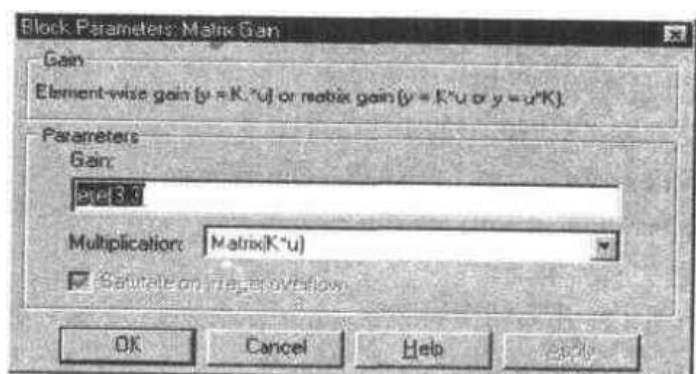 Block Parameters: Matrix Gain
Gain
Element-wise gain (y = K.*u) or matrix gain (y = K*u or y = u*K).
Parameters
Gain:
Multiplication: Matrix(K*u)
Saturate on integer overflow
OK Cancel Help Apply